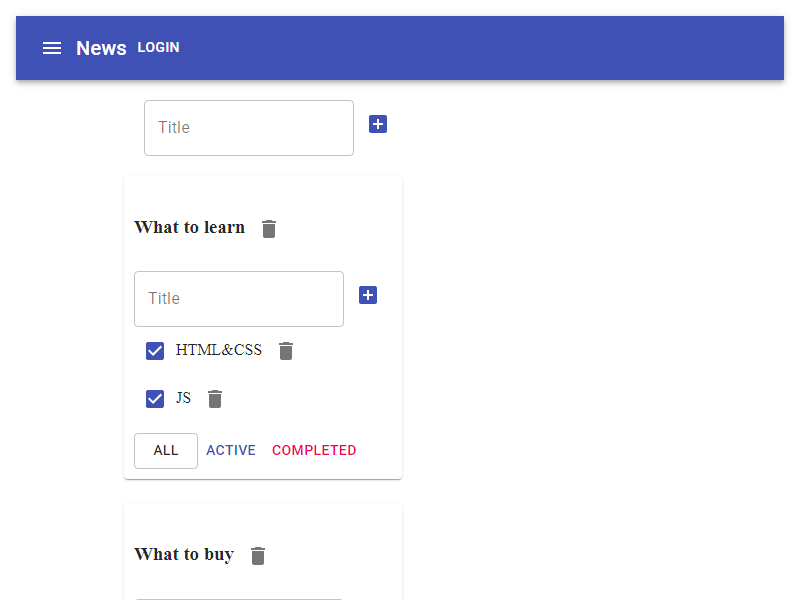 News LOGIN
Title
What to learn
Title
HTML&CSS
JS
ALL ACTIVE COMPLETED
What to buy